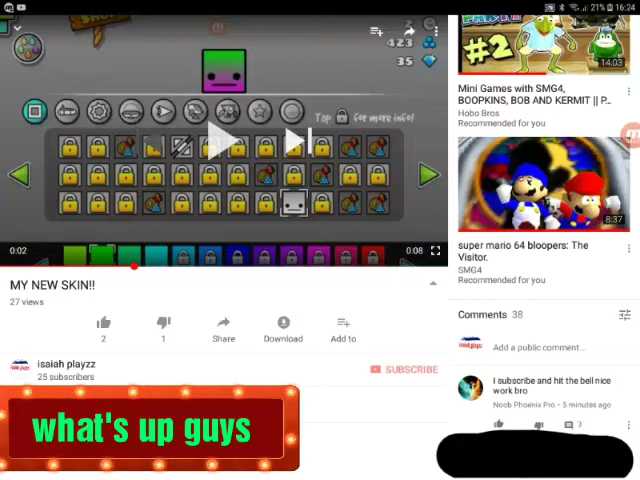 21% 16:24
SHOP
2
423
35
Tap for more info!
0:02
0:08
MY NEW SKIN!!
27 views
2
1
Share
Download
Add to
isaiah playzz
25 subscribers
SUBSCRIBE
what's up guys
PARTY
#2
14:03
Mini Games with SMG4,
BOOPKINS, BOB AND KERMIT || P...
Hobo Bros
Recommended for you
8:37
super mario 64 bloopers: The
Visitor.
SMG4
Recommended for you
Comments 38
Add a public comment...
I subscribe and hit the bell nice
work bro
Noob Phoenix Pro - 5 minutes ago
3